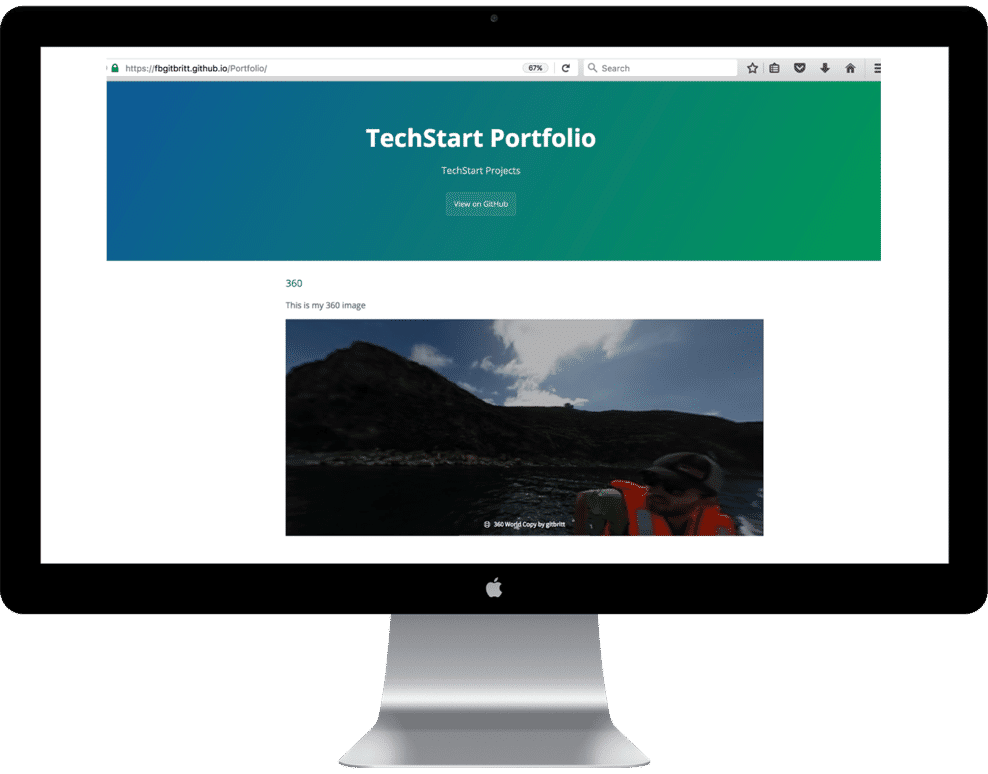 https://fbgitbritt.github.io/Portfolio/ 67% Search
TechStart Portfolio
TechStart Projects
View on GitHub
360
This is my 360 image
360 World Copy by gitbritt